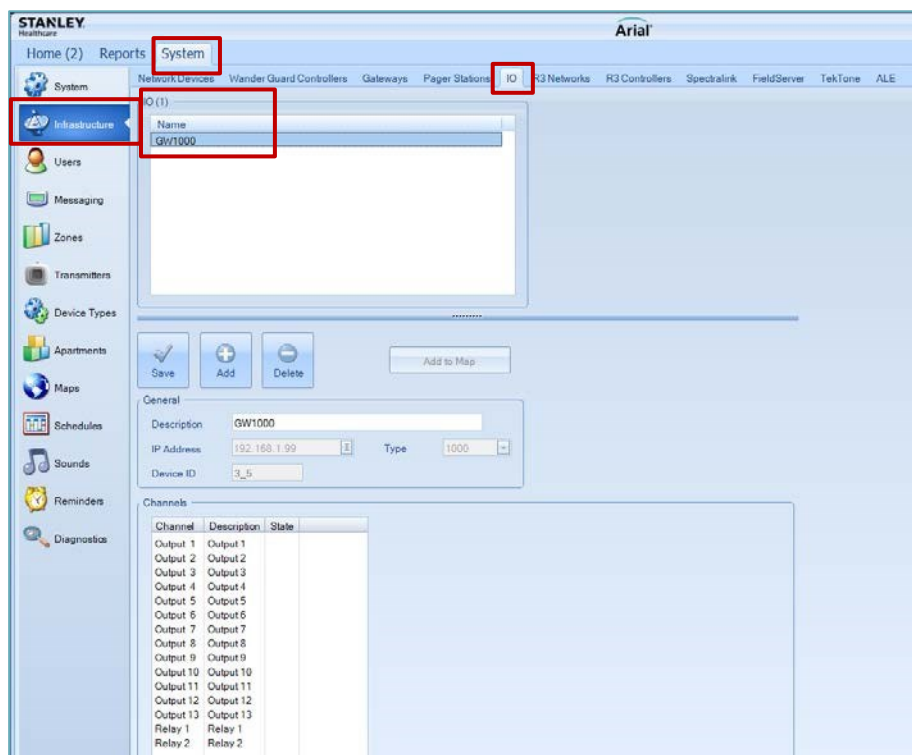 STANLEY
Healthcare
Arial
Home (2) Reports System
System
Infrastructure
Users
Messaging
Zones
Transmitters
Device Types
Apartments
Maps
Schedules
Sounds
Reminders
Diagnostics
Network Devices Wander Guard Controllers Gateways Pager Stations IO R3 Networks R3 Controllers Spectralink FieldServer TekTone ALE
IO (1)
Name
GW1000
Save Add Delete Add to Map
General
Description GW1000
IP Address 192.168.1.99 Type 1000
Device ID 3_5
Channels
Channel Description State
Output 1 Output 1
Output 2 Output 2
Output 3 Output 3
Output 4 Output 4
Output 5 Output 5
Output 6 Output 6
Output 7 Output 7
Output 8 Output 8
Output 9 Output 9
Output 10 Output 10
Output 11 Output 11
Output 12 Output 12
Output 13 Output 13
Relay 1 Relay 1
Relay 2 Relay 2